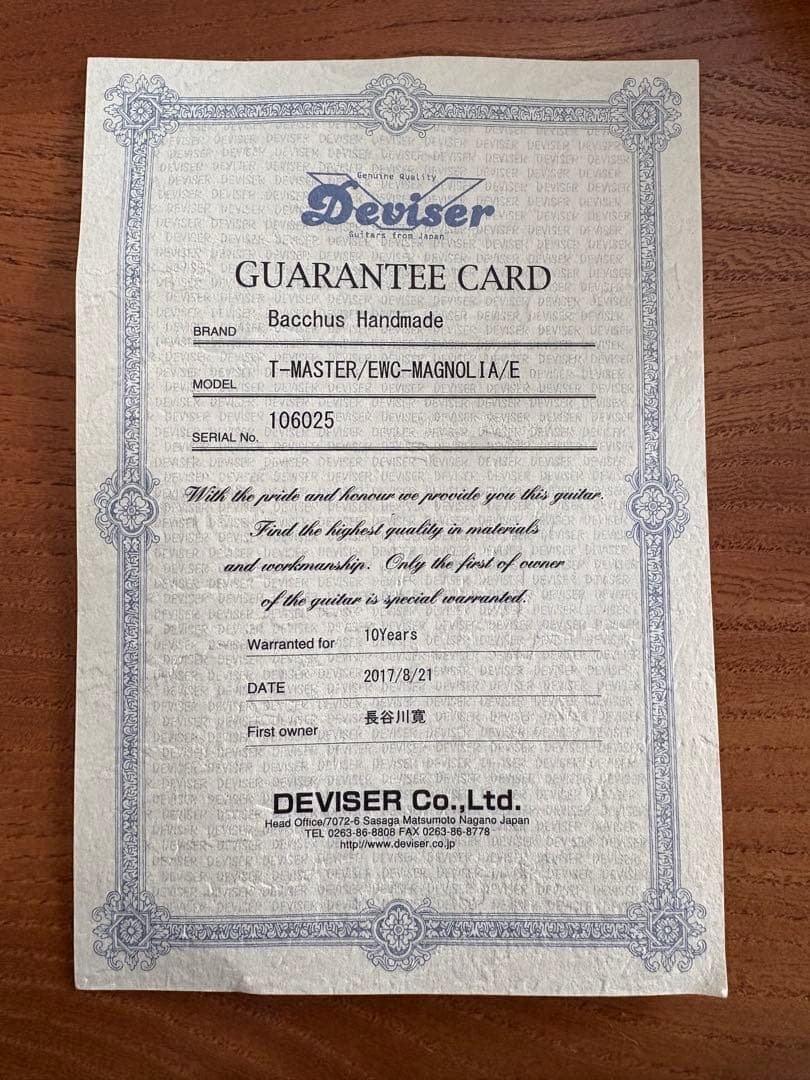 Genuine Quality
Deviser
Guitars from Japan
GUARANTEE CARD
BRAND Bacchus Handmade
MODEL T-MASTER/EWC-MAGNOLIA/E
SERIAL No. 106025
With the pride and honour we provide you this guitar.
Find the highest quality in materials
and workmanship. Only the first of owner
of the guitar is special warranted.
Warranted for 10Years
DATE 2017/8/21
First owner 長谷川寛
DEVISER Co.,Ltd.
Head Office/7072-6 Sasaga Matsumoto Nagano Japan
TEL 0263-86-8808 FAX 0263-86-8778
http://www.deviser.co.jp